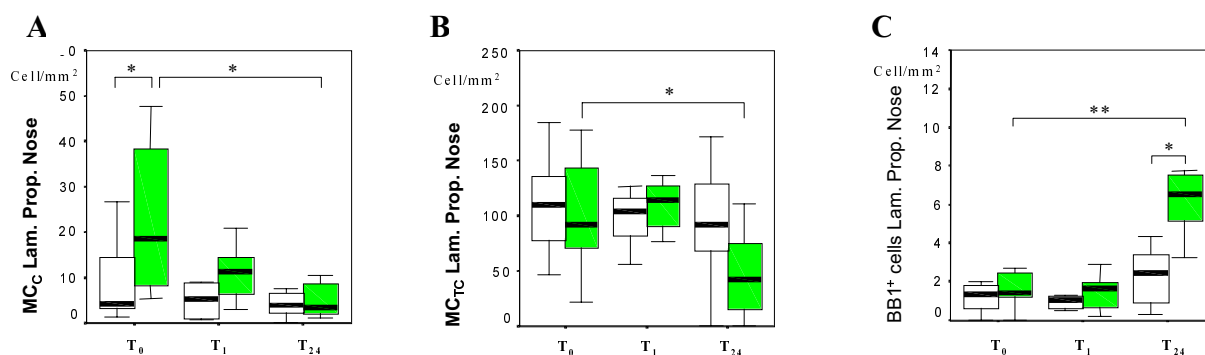 A
B
C
- 0
Cell/mm²
50
40
30
20
10
0
MC_C Lam. Prop. Nose
*
*
T₀
T₁
T₂₄
250
Cell/mm²
200
150
100
50
0
MC_TC Lam. Prop. Nose
*
T₀
T₁
T₂₄
14
Cell/mm²
12
10
8
6
4
2
0
BB1⁺ cells Lam. Prop. Nose
**
*
T₀
T₁
T₂₄